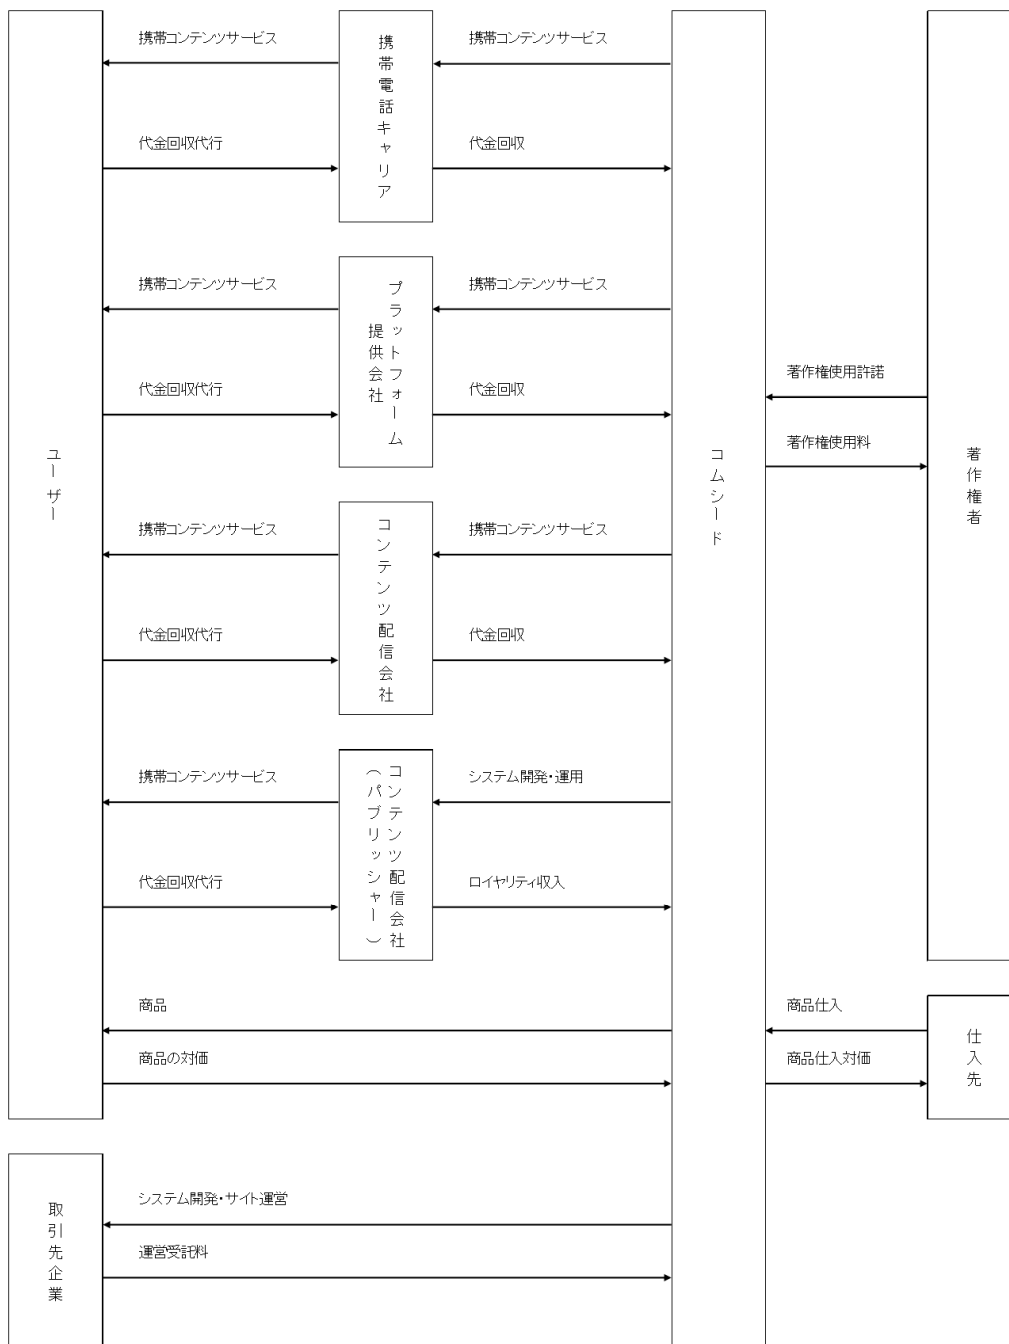 携帯コンテンツサービス
携帯電話キャリア
携帯コンテンツサービス
代金回収代行
代金回収
携帯コンテンツサービス
プラットフォーム
提供会社
携帯コンテンツサービス
代金回収代行
代金回収
著作権使用許諾
著作権使用料
ユーザー
コムシード
著作権者
携帯コンテンツサービス
コンテンツ配信会社
携帯コンテンツサービス
代金回収代行
代金回収
携帯コンテンツサービス
コンテンツ配信会社
(パブリッシャー)
システム開発・運用
代金回収代行
ロイヤリティ収入
商品
商品仕入
商品の対価
商品仕入対価
仕入先
取引先企業
システム開発・サイト運営
運営受託料